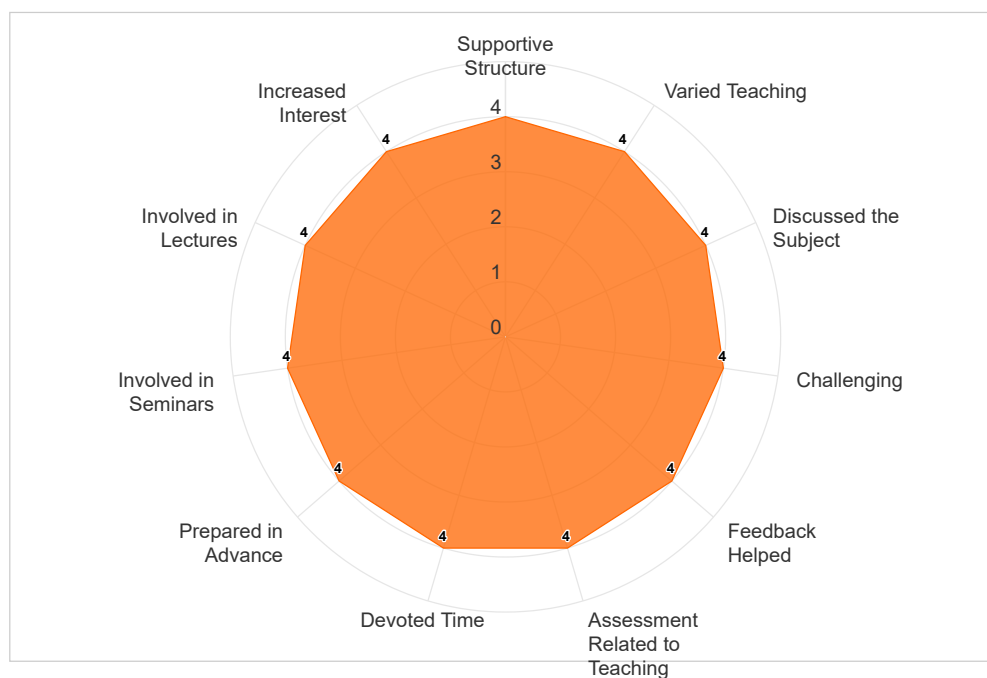 Supportive
Structure
Increased
Interest
Varied Teaching
4
4
4
3
Involved in
Lectures
Discussed the
Subject
4
4
2
1
0
4
4
Involved in
Seminars
Challenging
4
4
Prepared in
Advance
Feedback
Helped
4
4
Devoted Time
Assessment
Related to
Teaching